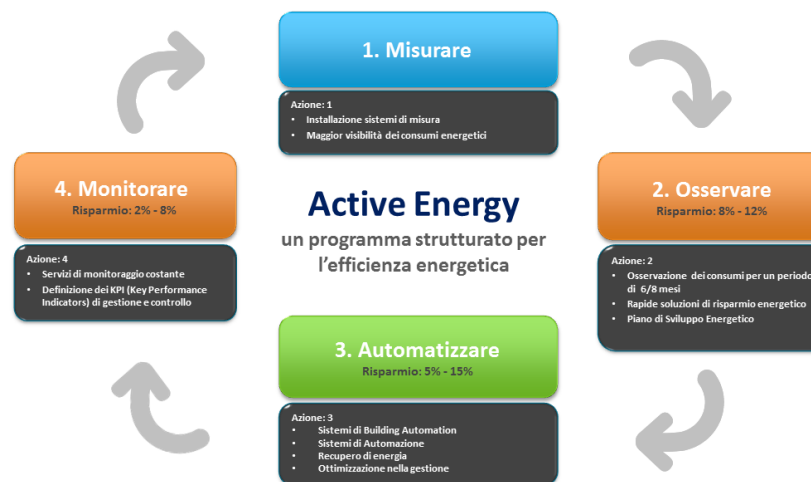 1. Misurare
Azione: 1
• Installazione sistemi di misura
• Maggior visibilità dei consumi energetici
2. Osservare
Risparmio: 8% - 12%
Azione: 2
• Osservazione dei consumi per un periodo
di 6/8 mesi
• Rapide soluzioni di risparmio energetico
• Piano di Sviluppo Energetico
Active Energy
un programma strutturato per
l'efficienza energetica
3. Automatizzare
Risparmio: 5% - 15%
Azione: 3
• Sistemi di Building Automation
• Sistemi di Automazione
• Recupero di energia
• Ottimizzazione nella gestione
4. Monitorare
Risparmio: 2% - 8%
Azione: 4
• Servizi di monitoraggio costante
• Definizione dei KPI (Key Performance
Indicators) di gestione e controllo